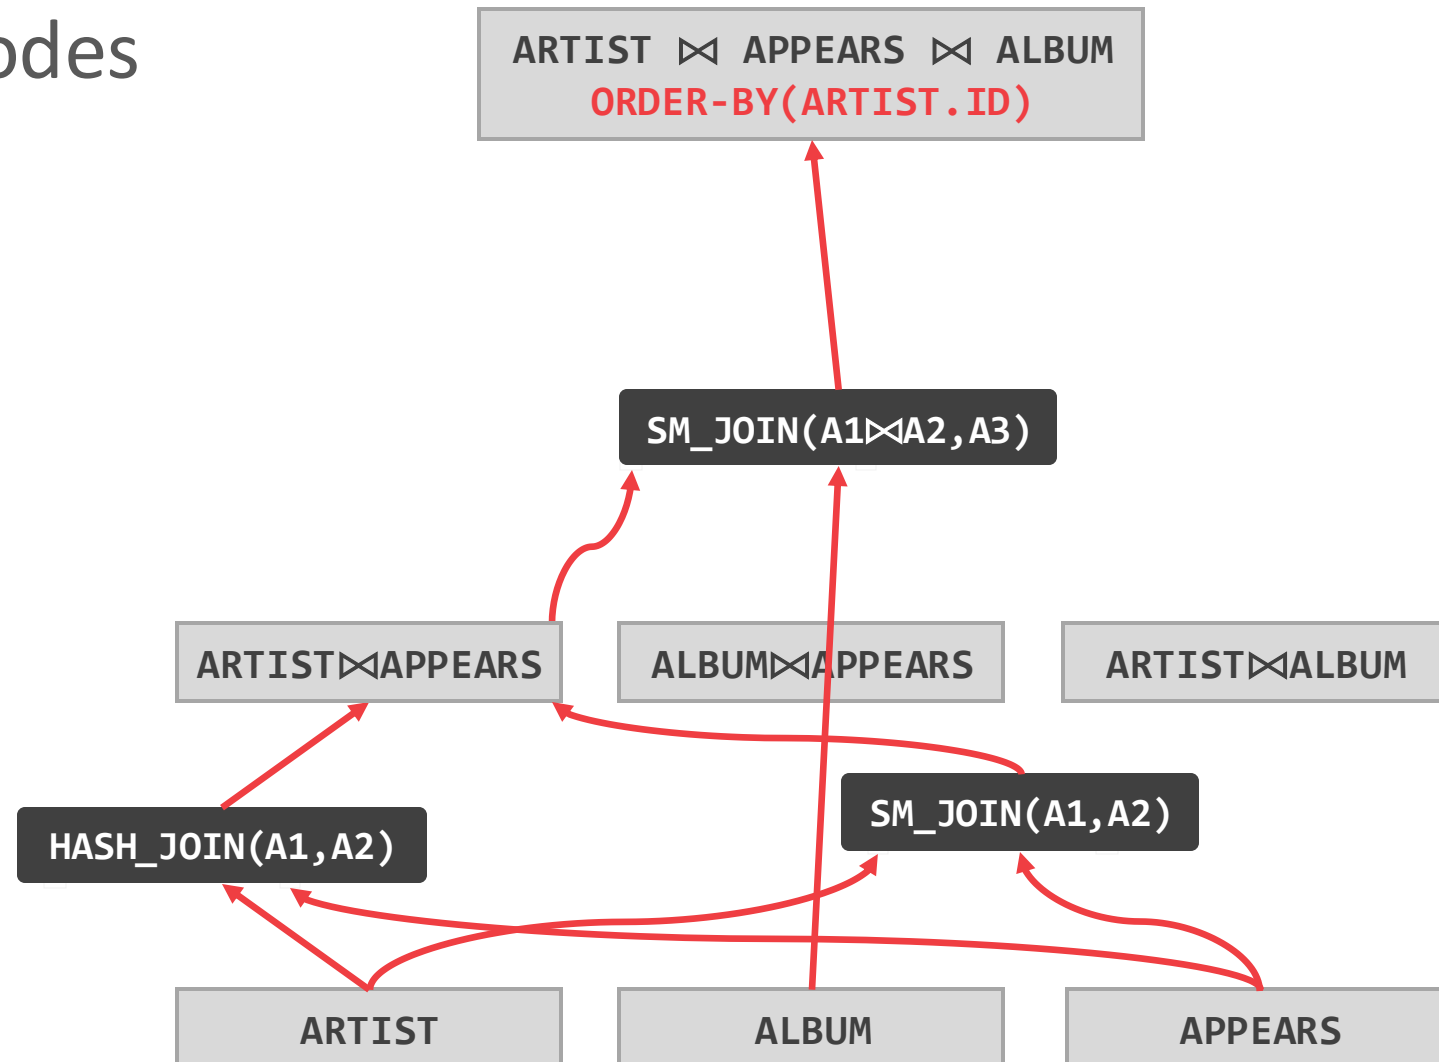 odes
ARTIST ⋈ APPEARS ⋈ ALBUM
ORDER-BY(ARTIST.ID)
SM_JOIN(A1⋈A2,A3)
ARTIST⋈APPEARS
ALBUM⋈APPEARS
ARTIST⋈ALBUM
SM_JOIN(A1,A2)
HASH_JOIN(A1,A2)
ARTIST
ALBUM
APPEARS